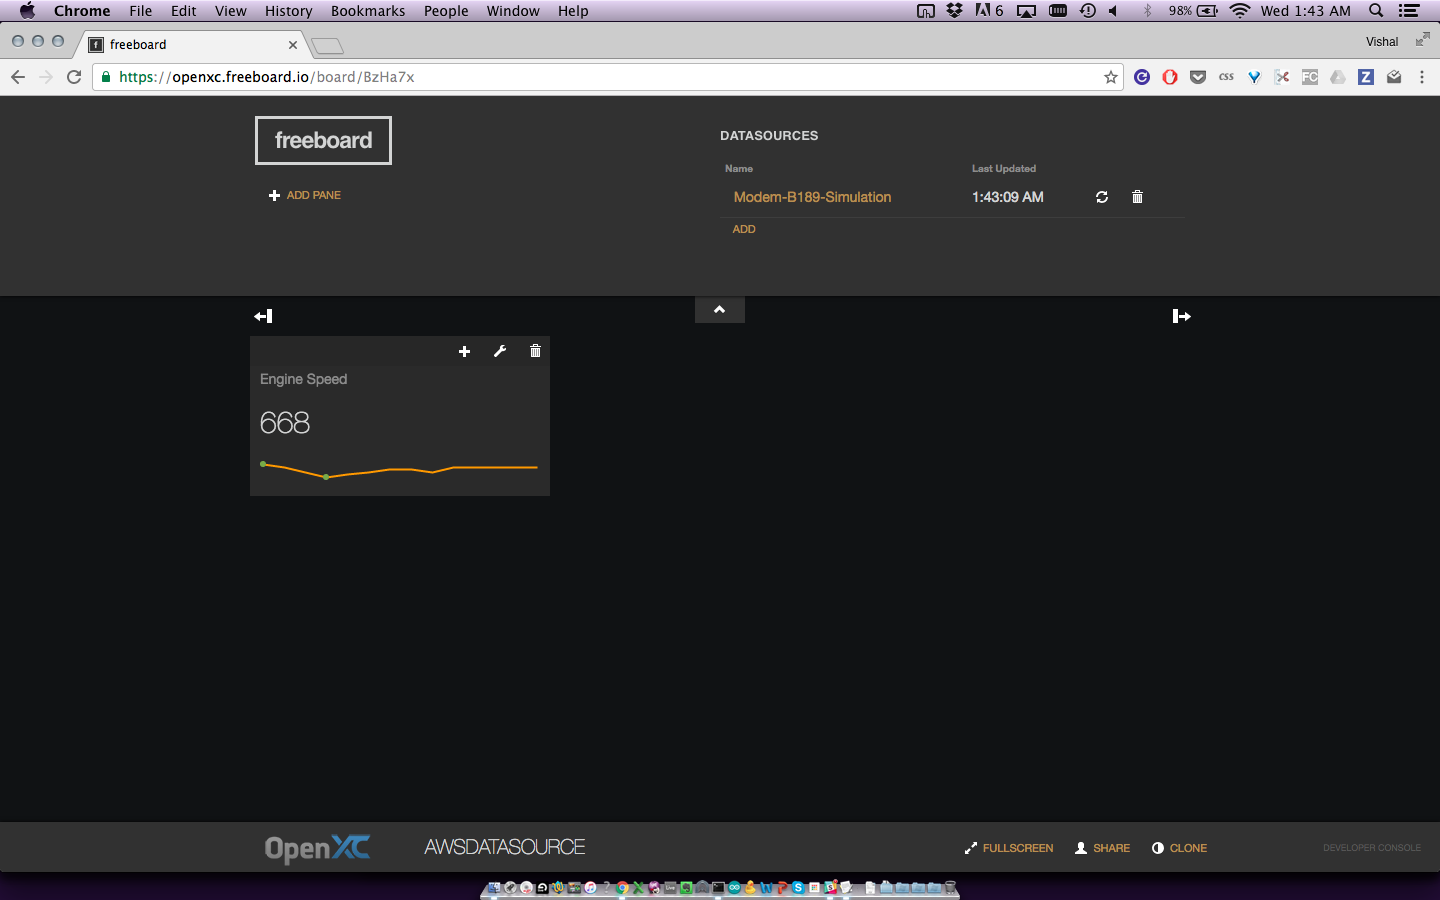 Chrome File Edit View History Bookmarks People Window Help 6 98% Wed 1:43 AM
freeboard Vishal
https://openxc.freeboard.io/board/BzHa7x css FC Z
freeboard
ADD PANE
DATASOURCES
Name Last Updated
Modem-B189-Simulation 1:43:09 AM
ADD
Engine Speed
668
OpenXC AWSDATASOURCE FULLSCREEN SHARE CLONE DEVELOPER CONSOLE